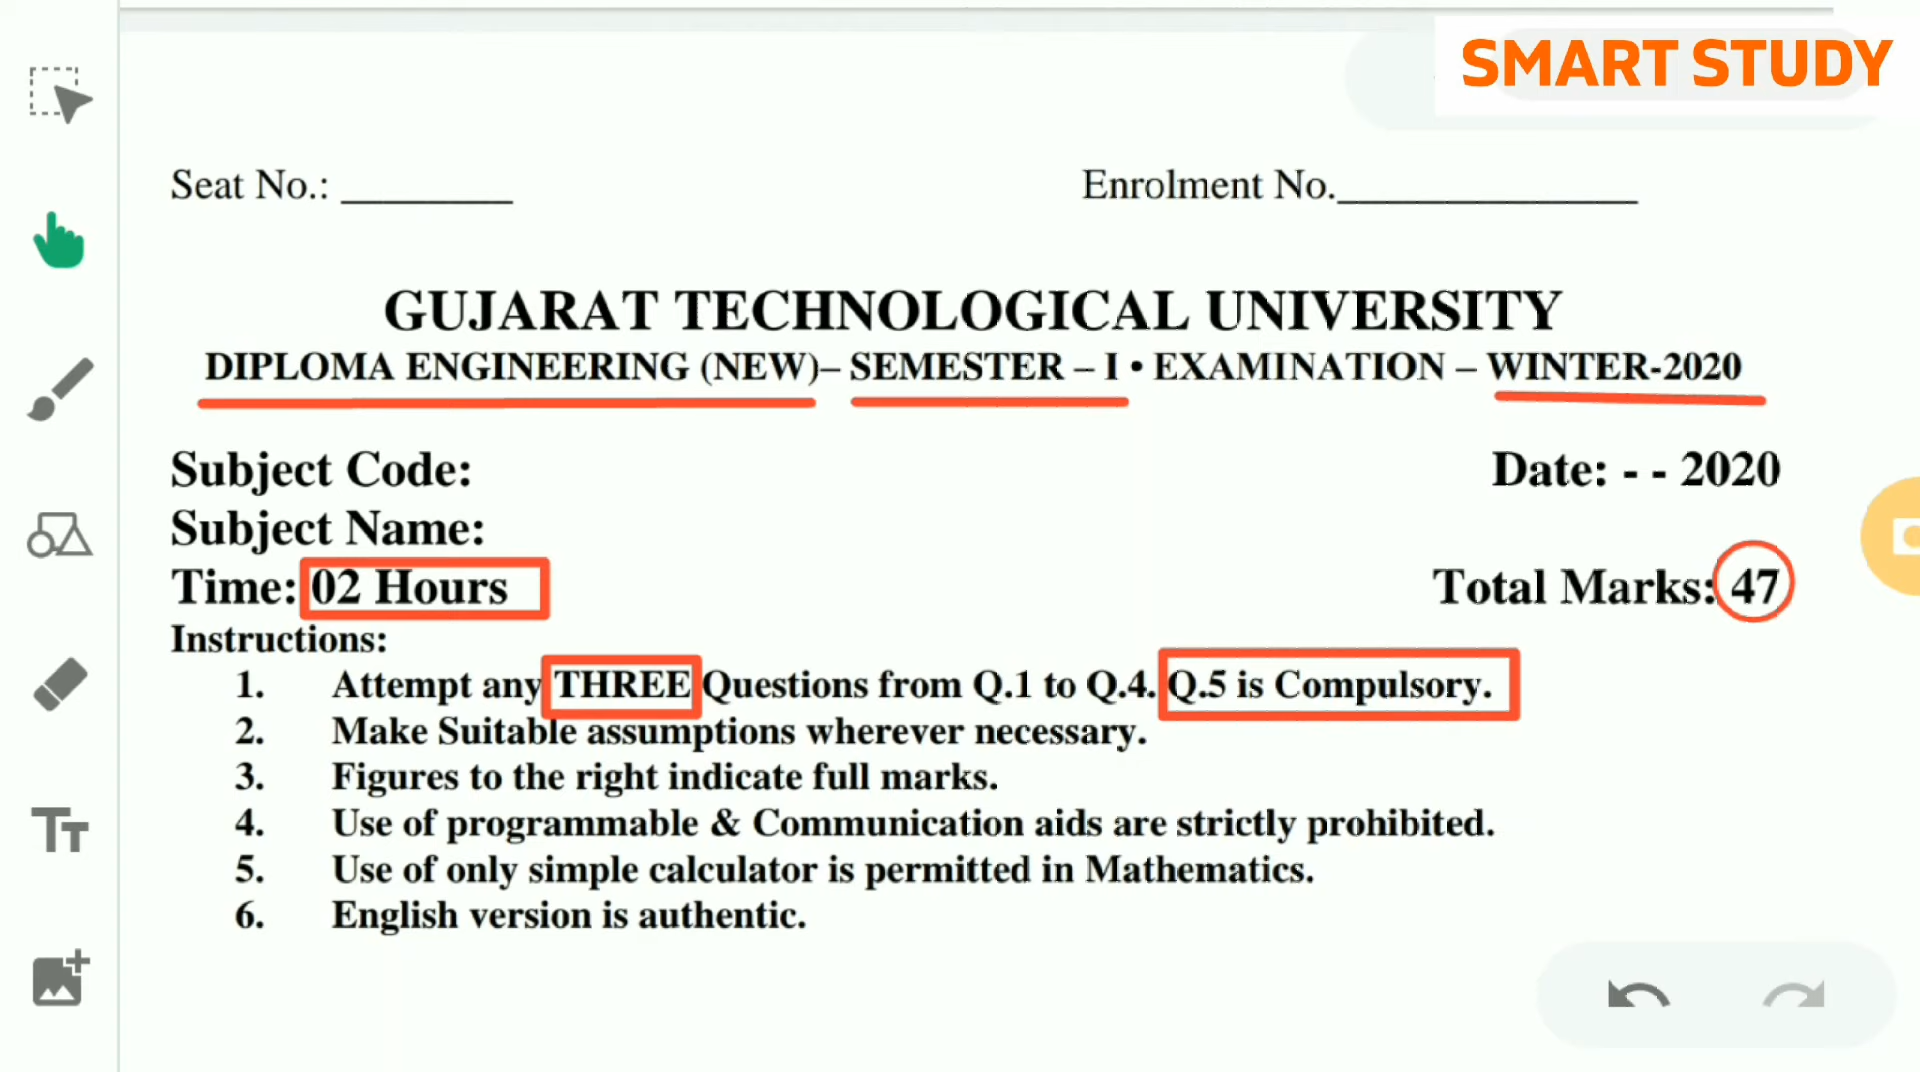 SMART STUDY
Seat No.: ________ Enrolment No.______________
GUJARAT TECHNOLOGICAL UNIVERSITY
DIPLOMA ENGINEERING (NEW)– SEMESTER – I • EXAMINATION – WINTER-2020
Subject Code: Date: - - 2020
Subject Name:
Time: 02 Hours Total Marks: 47
Instructions:
1. Attempt any THREE Questions from Q.1 to Q.4. Q.5 is Compulsory.
2. Make Suitable assumptions wherever necessary.
3. Figures to the right indicate full marks.
4. Use of programmable & Communication aids are strictly prohibited.
5. Use of only simple calculator is permitted in Mathematics.
6. English version is authentic.
TT